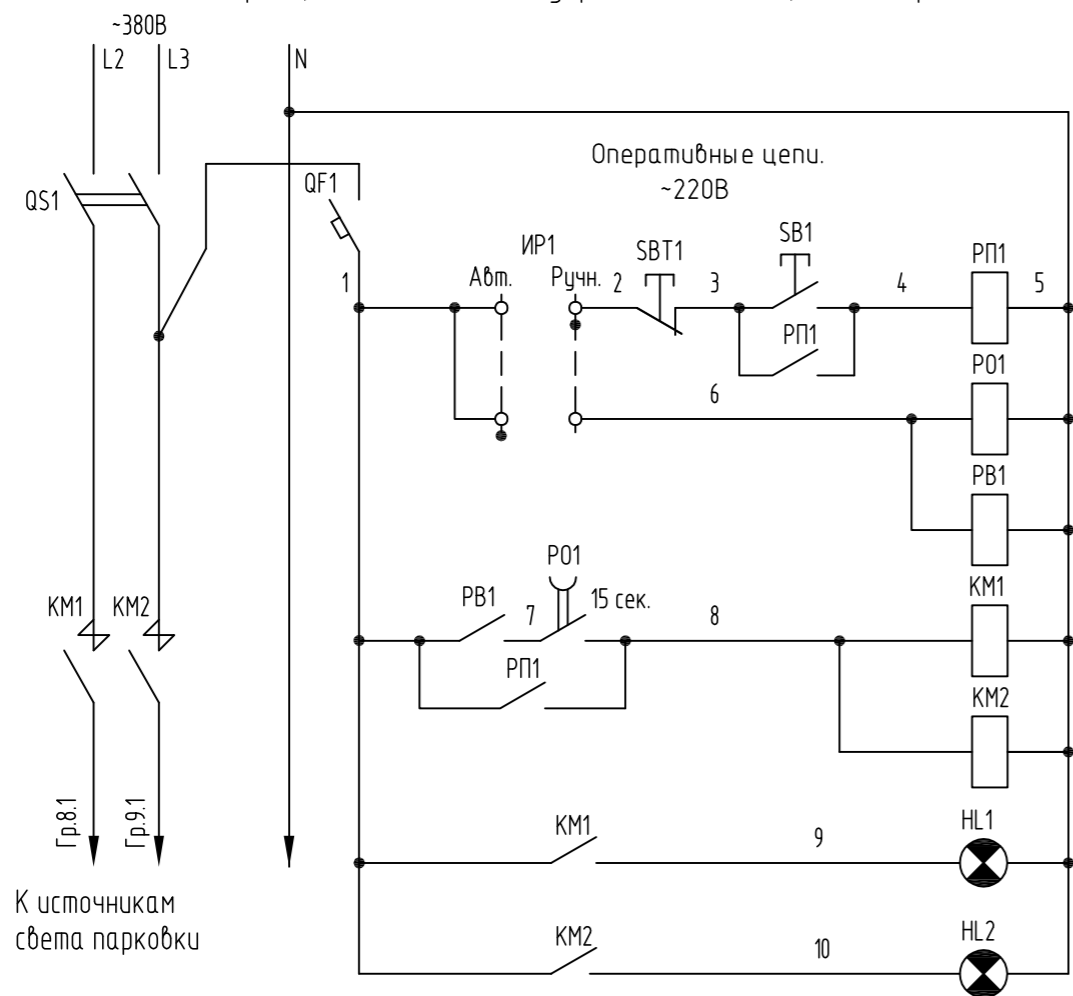 ~380В
L2
L3
N
Оперативные цепи.
~220В
QS1
QF1
1
ИР1
Авт.
Ручн.
2
SBT1
3
SB1
4
РП1
5
РП1
6
РО1
РВ1
РО1
РВ1
7
15 сек.
8
КМ1
РП1
КМ2
КМ1
КМ2
Гр.8.1
Гр.9.1
КМ1
9
HL1
К источникам
света парковки
КМ2
10
HL2